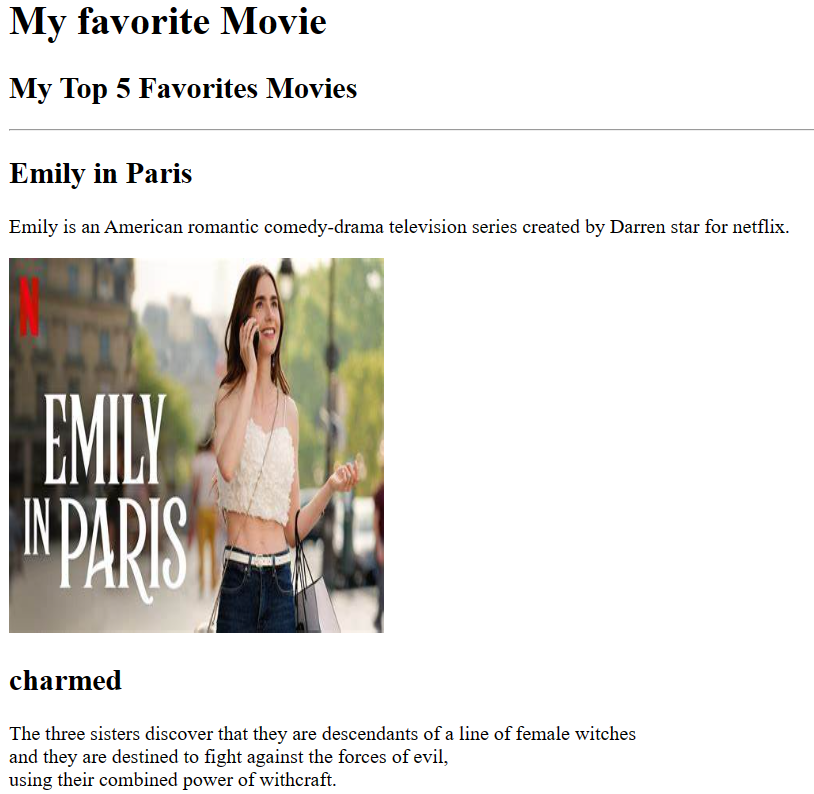 My favorite Movie
My Top 5 Favorites Movies
Emily in Paris
Emily is an American romantic comedy-drama television series created by Darren star for netflix.
N
EMILY
IN PARIS
charmed
The three sisters discover that they are descendants of a line of female witches
and they are destined to fight against the forces of evil,
using their combined power of withcraft.